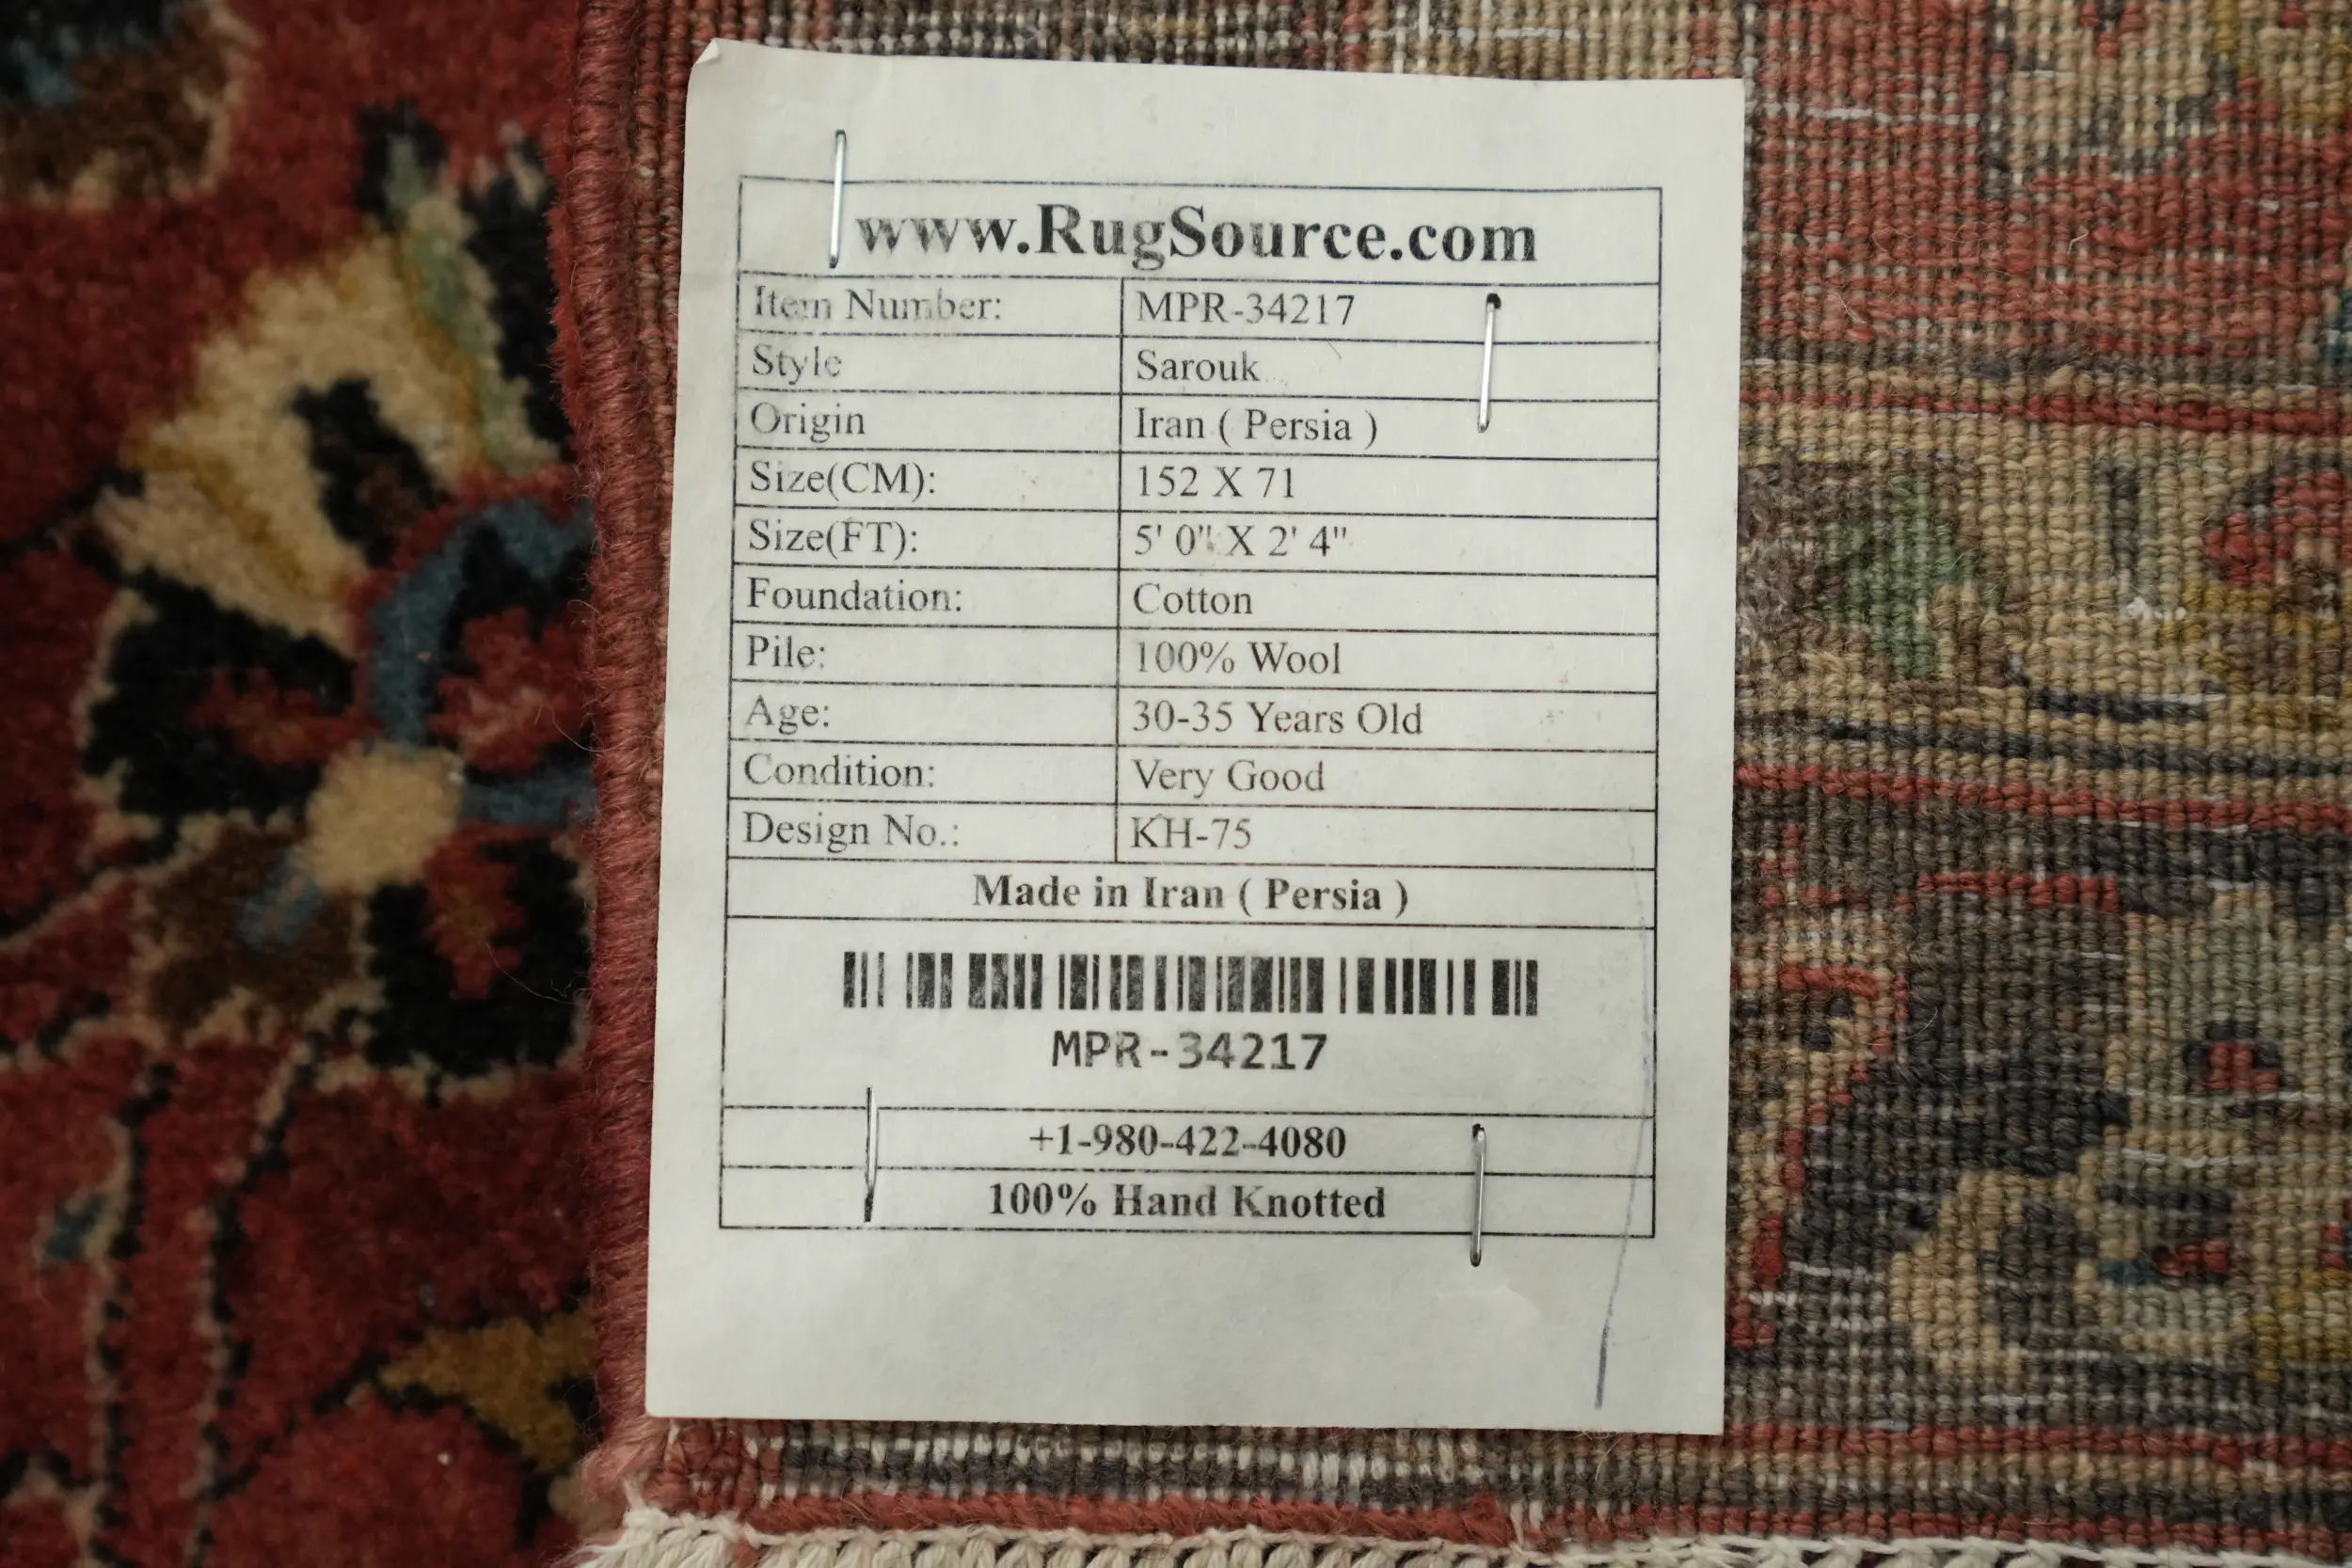 www.RugSource.com
Item Number: MPR-34217
Style Sarouk
Origin Iran ( Persia )
Size(CM): 152 X 71
Size(FT): 5' 0" X 2' 4"
Foundation: Cotton
Pile: 100% Wool
Age: 30-35 Years Old
Condition: Very Good
Design No.: KH-75
Made in Iran ( Persia )
MPR-34217
+1-980-422-4080
100% Hand Knotted